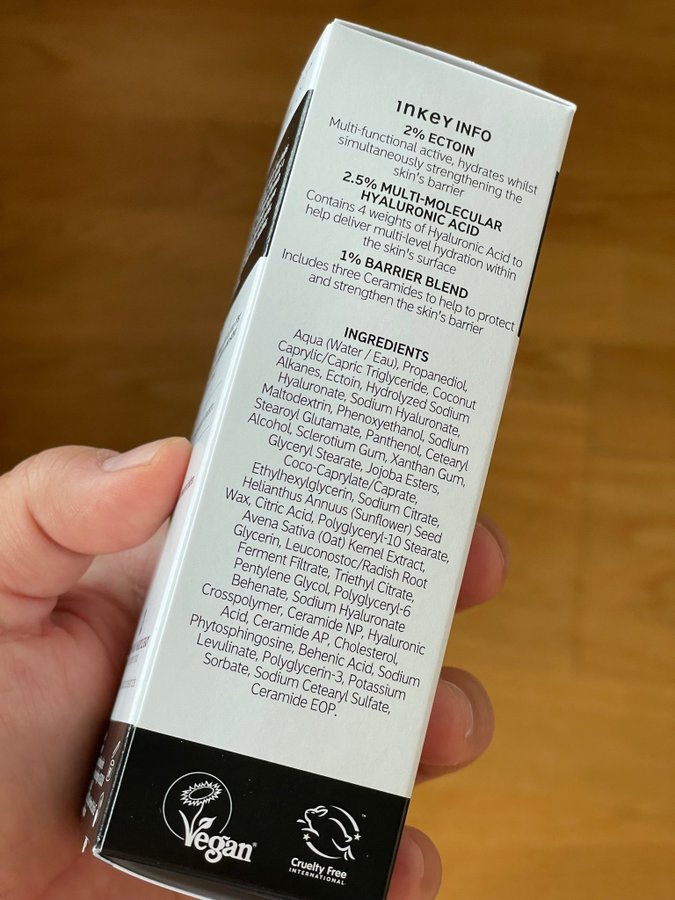 INKEY INFO
2% ECTOIN
Multi-functional active, hydrates whilst
simultaneously strengthening the
skin's barrier
2.5% MULTI-MOLECULAR
HYALURONIC ACID
Contains 4 weights of Hyaluronic Acid to
help deliver multi-level hydration within
the skin's surface
1% BARRIER BLEND
Includes three Ceramides to help to protect
and strengthen the skin's barrier
INGREDIENTS
Aqua (Water / Eau), Propanediol,
Caprylic/Capric Triglyceride, Coconut
Alkanes, Ectoin, Hydrolyzed Sodium
Hyaluronate, Sodium Hyaluronate,
Maltodextrin, Phenoxyethanol, Sodium
Stearoyl Glutamate, Panthenol, Cetearyl
Alcohol, Sclerotium Gum, Xanthan Gum,
Glyceryl Stearate, Jojoba Esters,
Coco-Caprylate/Caprate,
Ethylhexylglycerin, Sodium Citrate,
Helianthus Annuus (Sunflower) Seed
Wax, Citric Acid, Polyglyceryl-10 Stearate,
Avena Sativa (Oat) Kernel Extract,
Glycerin, Leuconostoc/Radish Root
Ferment Filtrate, Triethyl Citrate,
Pentylene Glycol, Polyglyceryl-6
Behenate, Sodium Hyaluronate
Crosspolymer, Ceramide NP, Hyaluronic
Acid, Ceramide AP, Cholesterol,
Phytosphingosine, Behenic Acid, Sodium
Levulinate, Polyglycerin-3, Potassium
Sorbate, Sodium Cetearyl Sulfate,
Ceramide EOP.
Vegan
Cruelty Free
INTERNATIONAL